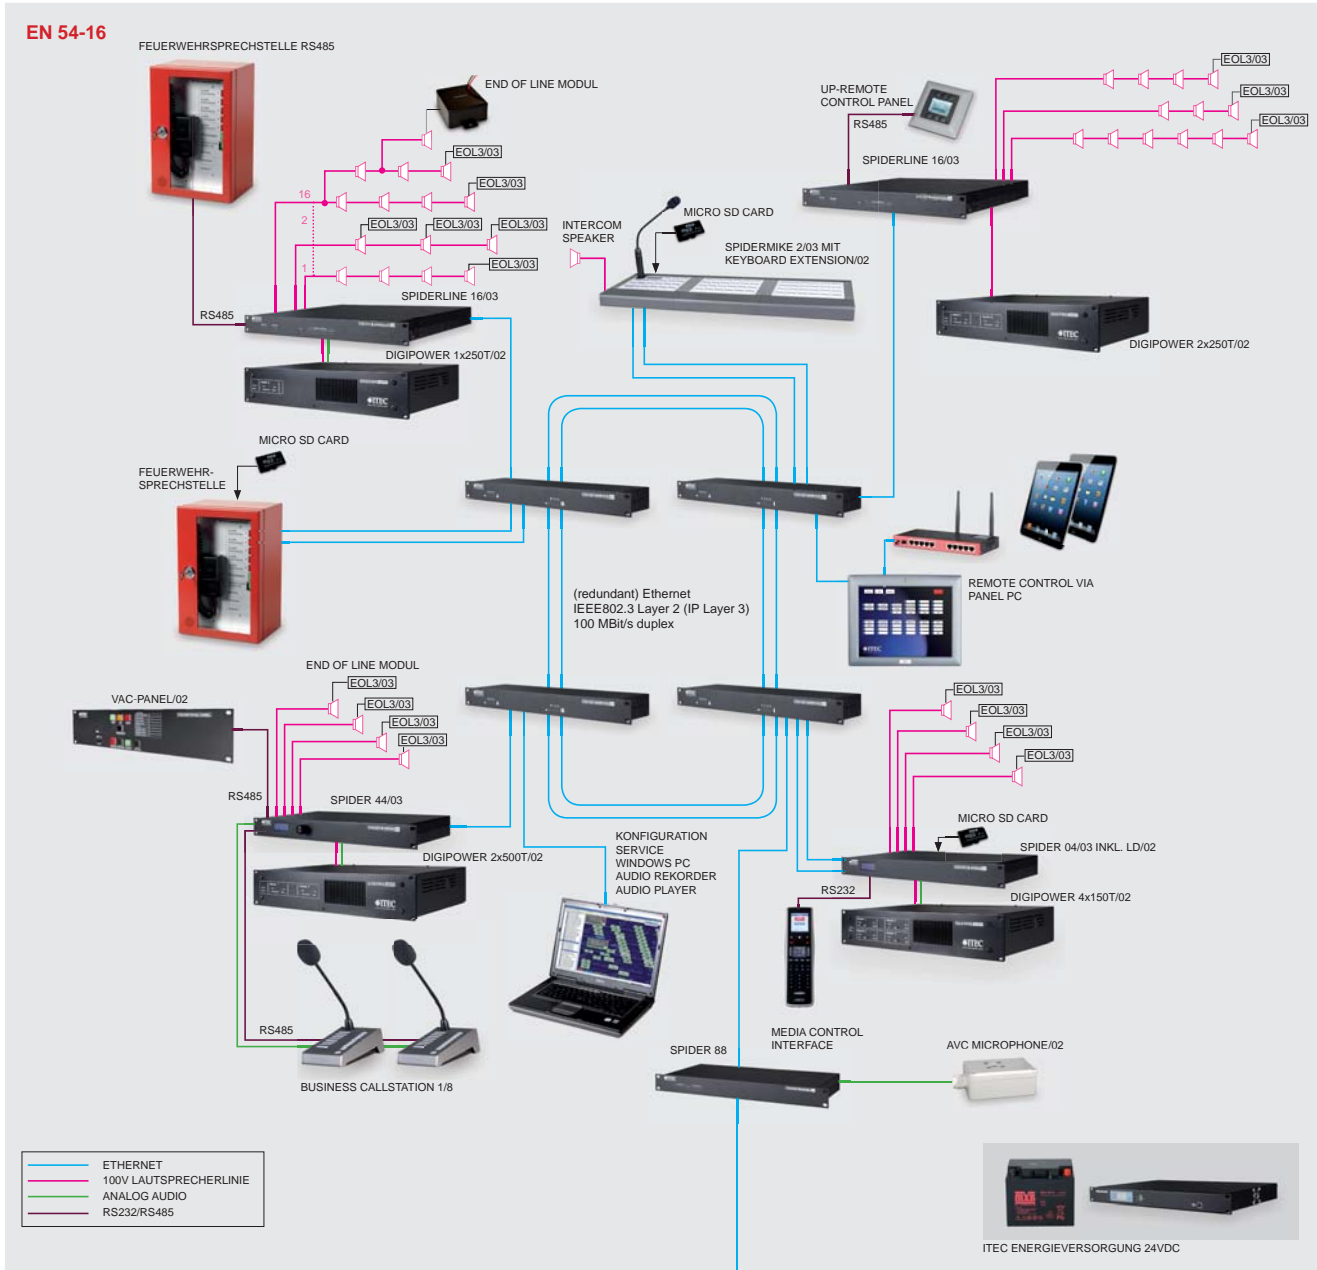 EN 54-16
FEUERWEHRSPRECHSTELLE RS485
END OF LINE MODUL
EOL3/03
EOL3/03
16
2
EOL3/03
EOL3/03
EOL3/03
1
EOL3/03
SPIDERLINE 16/03
RS485
DIGIPOWER 1x250T/02
ITEC
UP-REMOTE
CONTROL PANEL
RS485
SPIDERLINE 16/03
EOL3/03
EOL3/03
EOL3/03
DIGIPOWER 2x250T/02
ITEC
INTERCOM
SPEAKER
MICRO SD CARD
SPIDERMIKE 2/03 MIT
KEYBOARD EXTENSION/02
MICRO SD CARD
FEUERWEHR-
SPRECHSTELLE
(redundant) Ethernet
IEEE802.3 Layer 2 (IP Layer 3)
100 MBit/s duplex
REMOTE CONTROL VIA
PANEL PC
ITEC
END OF LINE MODUL
EOL3/03
EOL3/03
EOL3/03
EOL3/03
VAC-PANEL/02
RS485
SPIDER 44/03
DIGIPOWER 2x500T/02
ITEC
RS485
BUSINESS CALLSTATION 1/8
KONFIGURATION
SERVICE
WINDOWS PC
AUDIO REKORDER
AUDIO PLAYER
EOL3/03
EOL3/03
EOL3/03
EOL3/03
MICRO SD CARD
SPIDER 04/03 INKL. LD/02
RS232
DIGIPOWER 4x150T/02
ITEC
MEDIA CONTROL
INTERFACE
SPIDER 88
AVC MICROPHONE/02
ETHERNET
100V LAUTSPRECHERLINIE
ANALOG AUDIO
RS232/RS485
ITEC ENERGIEVERSORGUNG 24VDC